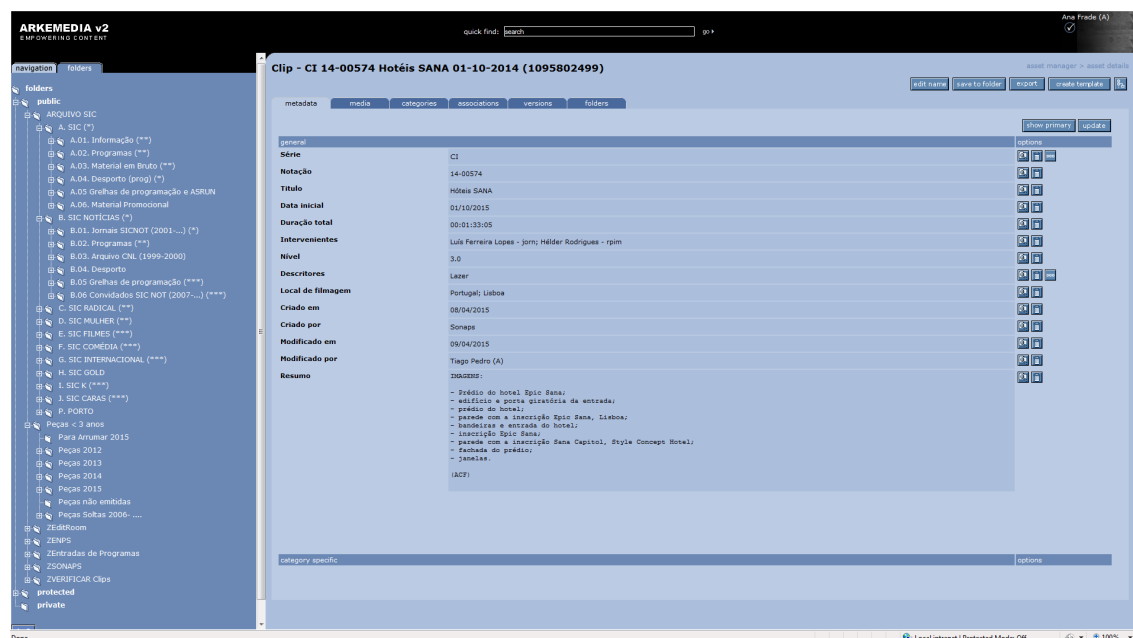 ARKEMEDIA v2
EMPOWERING CONTENT
quick find: search go
Ana Frade (A)
navigation folders
folders
public
ARQUIVO SIC
A. SIC (*)
A.01. Informação (**)
A.02. Programas (**)
A.03. Material em Bruto (**)
A.04. Desporto (prog) (*)
A.05 Grelhas de programação e ASRUN
A.06. Material Promocional
B. SIC NOTÍCIAS (*)
B.01. Jornais SICNOT (2001-...) (*)
B.02. Programas (**)
B.03. Arquivo CNL (1999-2000)
B.04. Desporto
B.05 Grelhas de programação (***)
B.06 Convidados SIC NOT (2007-...) (***)
C. SIC RADICAL (**)
D. SIC MULHER (**)
E. SIC FILMES (***)
F. SIC COMÉDIA (***)
G. SIC INTERNACIONAL (***)
H. SIC GOLD
I. SIC K (***)
J. SIC CARAS (***)
P. PORTO
Peças < 3 anos
Para Arrumar 2015
Peças 2012
Peças 2013
Peças 2014
Peças 2015
Peças não emitidas
Peças Soltas 2006- ....
ZEditRoom
ZENPS
ZEntradas de Programas
ZSONAPS
ZVERIFICAR Clips
protected
private
Clip - CI 14-00574 Hotéis SANA 01-10-2014 (1095802499)
asset manager > asset details
edit name save to folder export create template
metadata media categories associations versions folders
show primary update
general options
Série CI
Notação 14-00574
Titulo Hóteis SANA
Data inicial 01/10/2015
Duração total 00:01:33:05
Intervenientes Luís Ferreira Lopes - jorn; Hélder Rodrigues - rpim
Nível 3.0
Descritores Lazer
Local de filmagem Portugal; Lisboa
Criado em 08/04/2015
Criado por Sonaps
Modificado em 09/04/2015
Modificado por Tiago Pedro (A)
Resumo IMAGENS:
- Prédio do hotel Epic Sana;
- edifício e porta giratória da entrada;
- prédio do hotel;
- parede com a inscrição Epic Sana, Lisboa;
- bandeiras e entrada do hotel;
- inscrição Epic Sana;
- parede com a inscrição Sana Capitol, Style Concept Hotel;
- fachada do prédio;
- janelas.
(ACF)
category specific options
Local intranet | Protected Mode: Off 100%